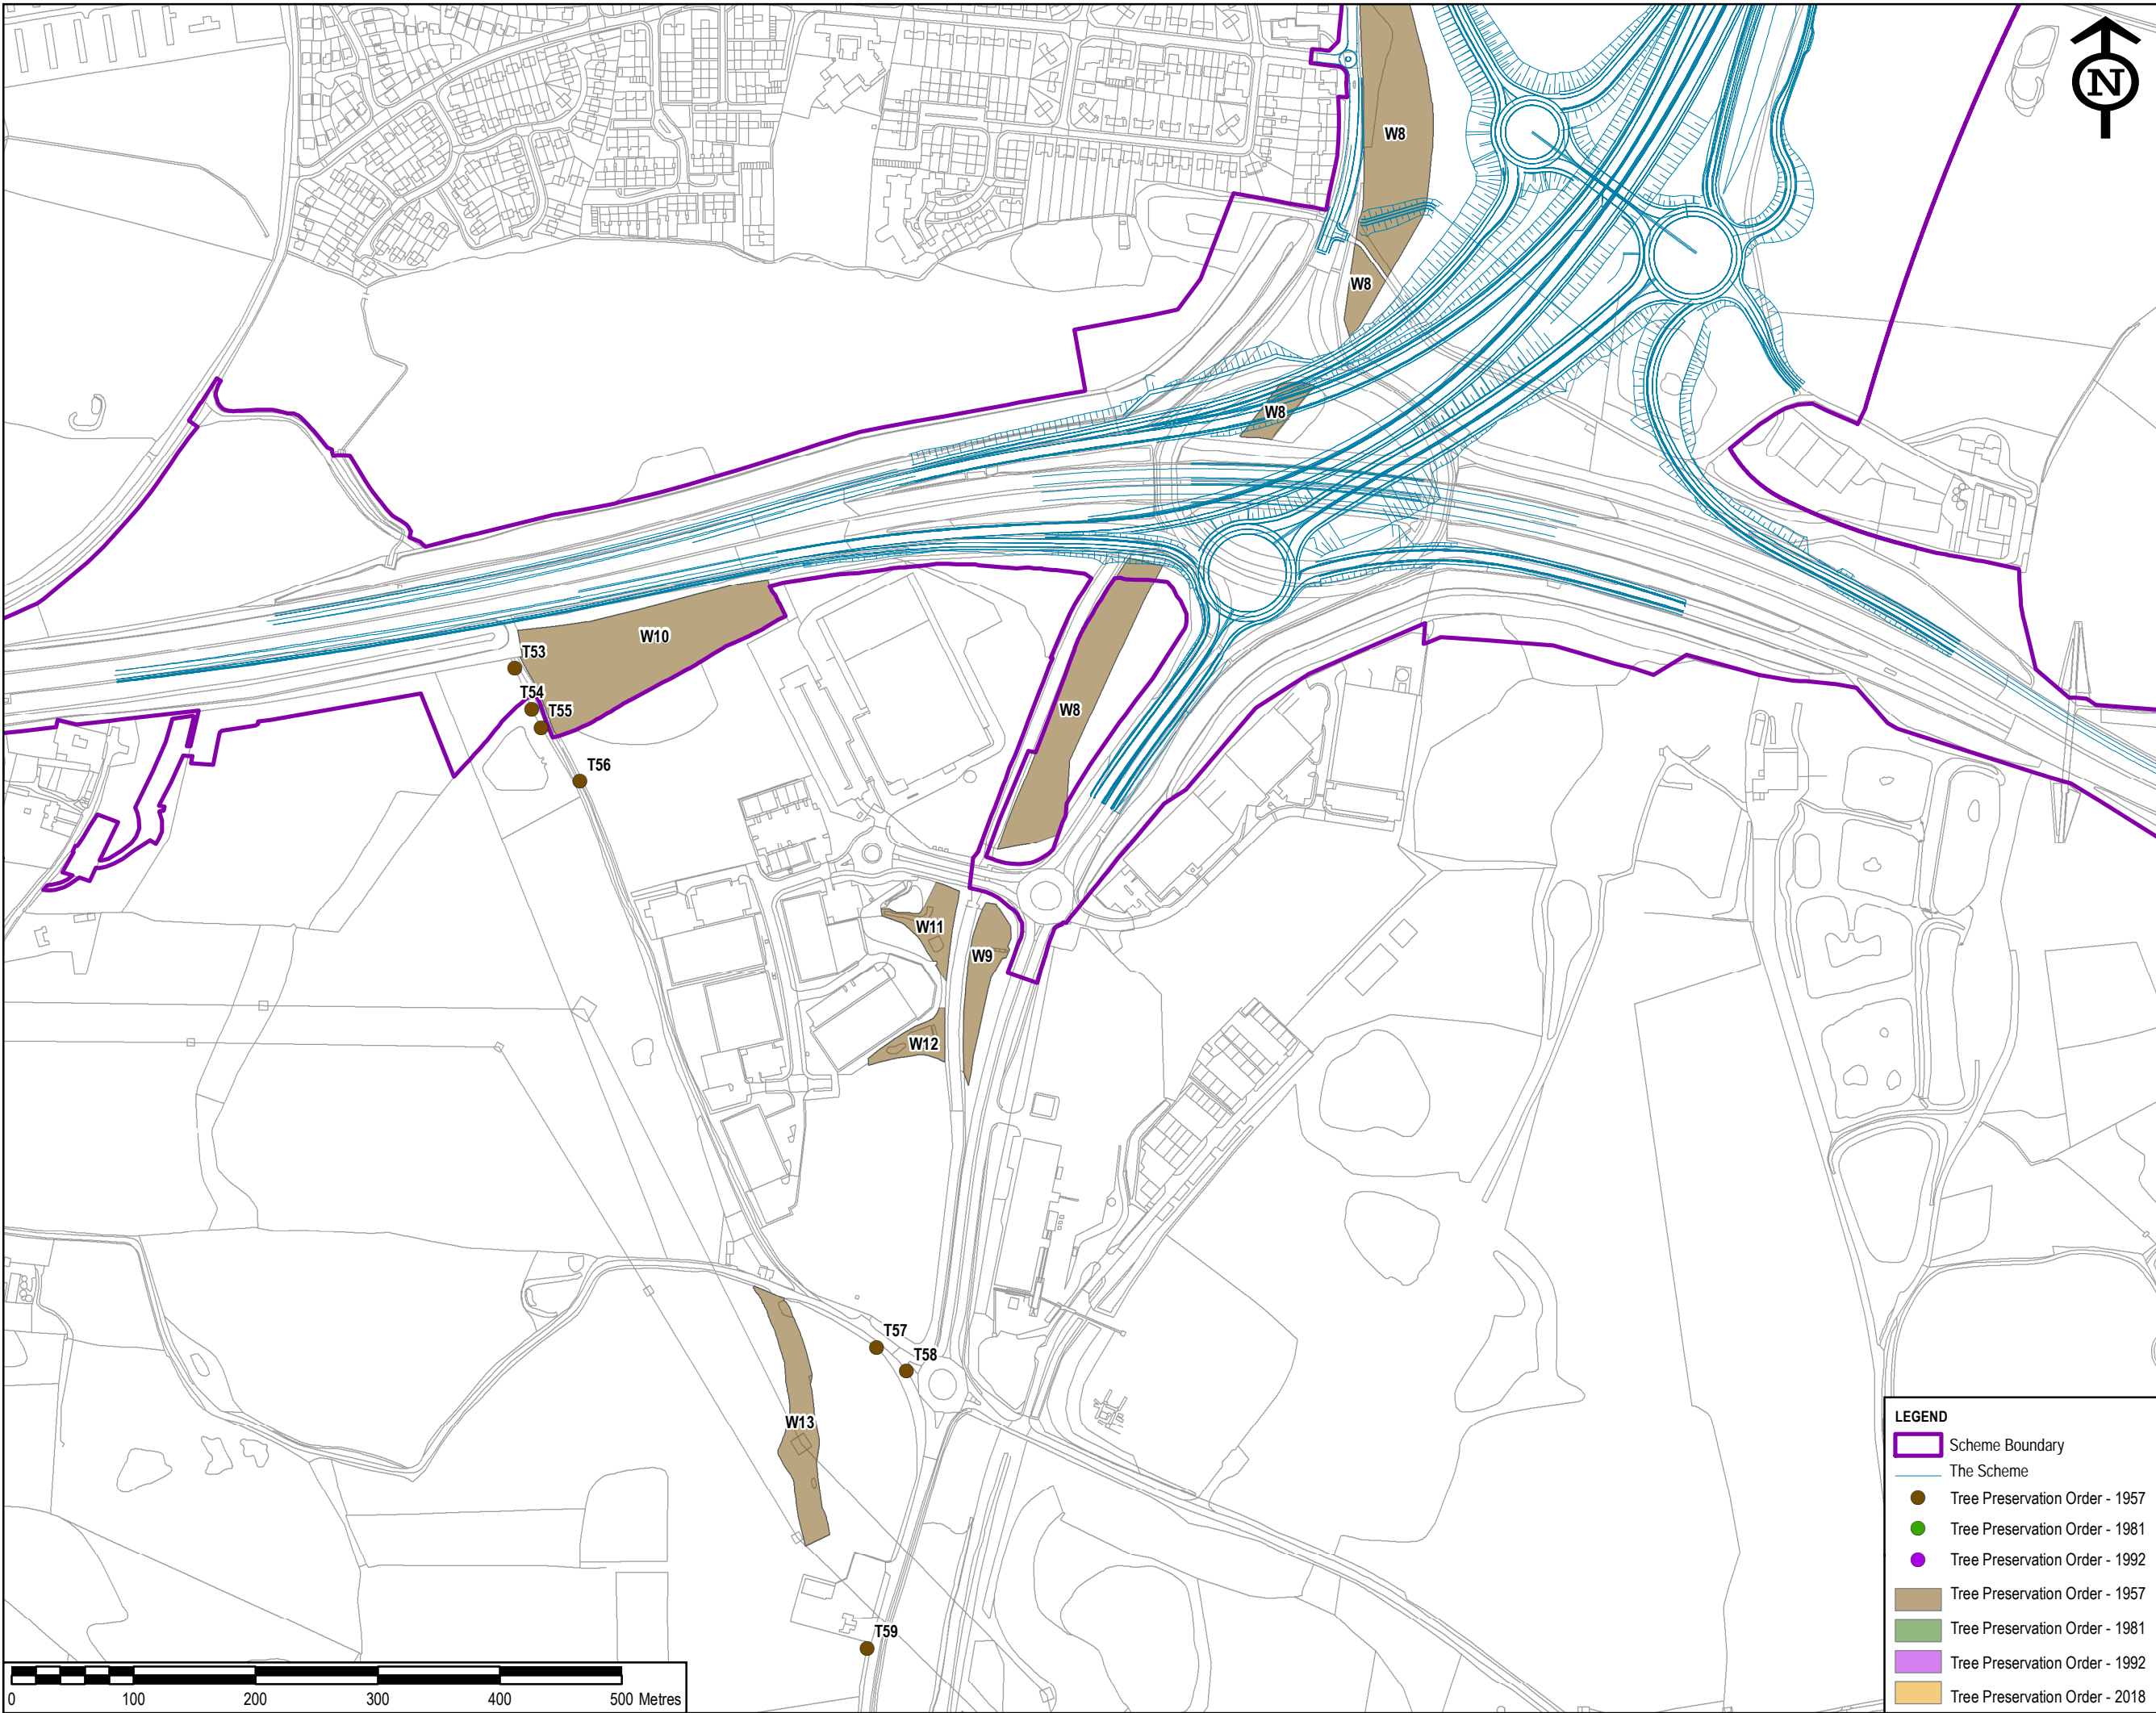 N
W8
W8
W8
W10
T53
T54
T55
W8
T56
W11
W9
W12
T57
T58
W13
T59
LEGEND
Scheme Boundary
The Scheme
Tree Preservation Order - 1957
Tree Preservation Order - 1981
Tree Preservation Order - 1992
Tree Preservation Order - 1957
Tree Preservation Order - 1981
Tree Preservation Order - 1992
Tree Preservation Order - 2018
0 100 200 300 400 500 Metres